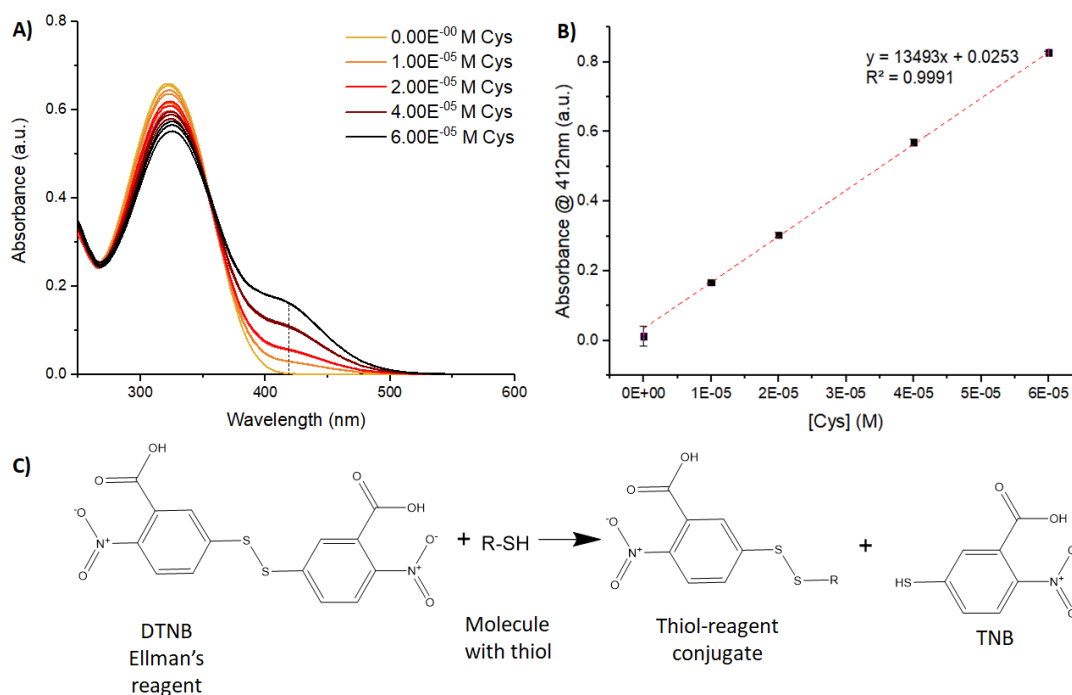 A)
0.8
0.6
0.4
0.2
0.0
300
400
500
600
Absorbance (a.u.)
Wavelength (nm)
0.00E⁻⁰⁰ M Cys
1.00E⁻⁰⁵ M Cys
2.00E⁻⁰⁵ M Cys
4.00E⁻⁰⁵ M Cys
6.00E⁻⁰⁵ M Cys
B)
y = 13493x + 0.0253
R² = 0.9991
0.8
0.6
0.4
0.2
0.0
0E+00
1E-05
2E-05
3E-05
4E-05
5E-05
6E-05
Absorbance @ 412nm (a.u.)
[Cys] (M)
C)
OH
O
O⁻
N⁺
O
S
S
O
OH
O⁻
N⁺
O
+ R-SH
OH
O
O⁻
N⁺
O
S
S
R
+
O
OH
HS
N⁺
O
DTNB
Ellman's
reagent
Molecule
with thiol
Thiol-reagent
conjugate
TNB